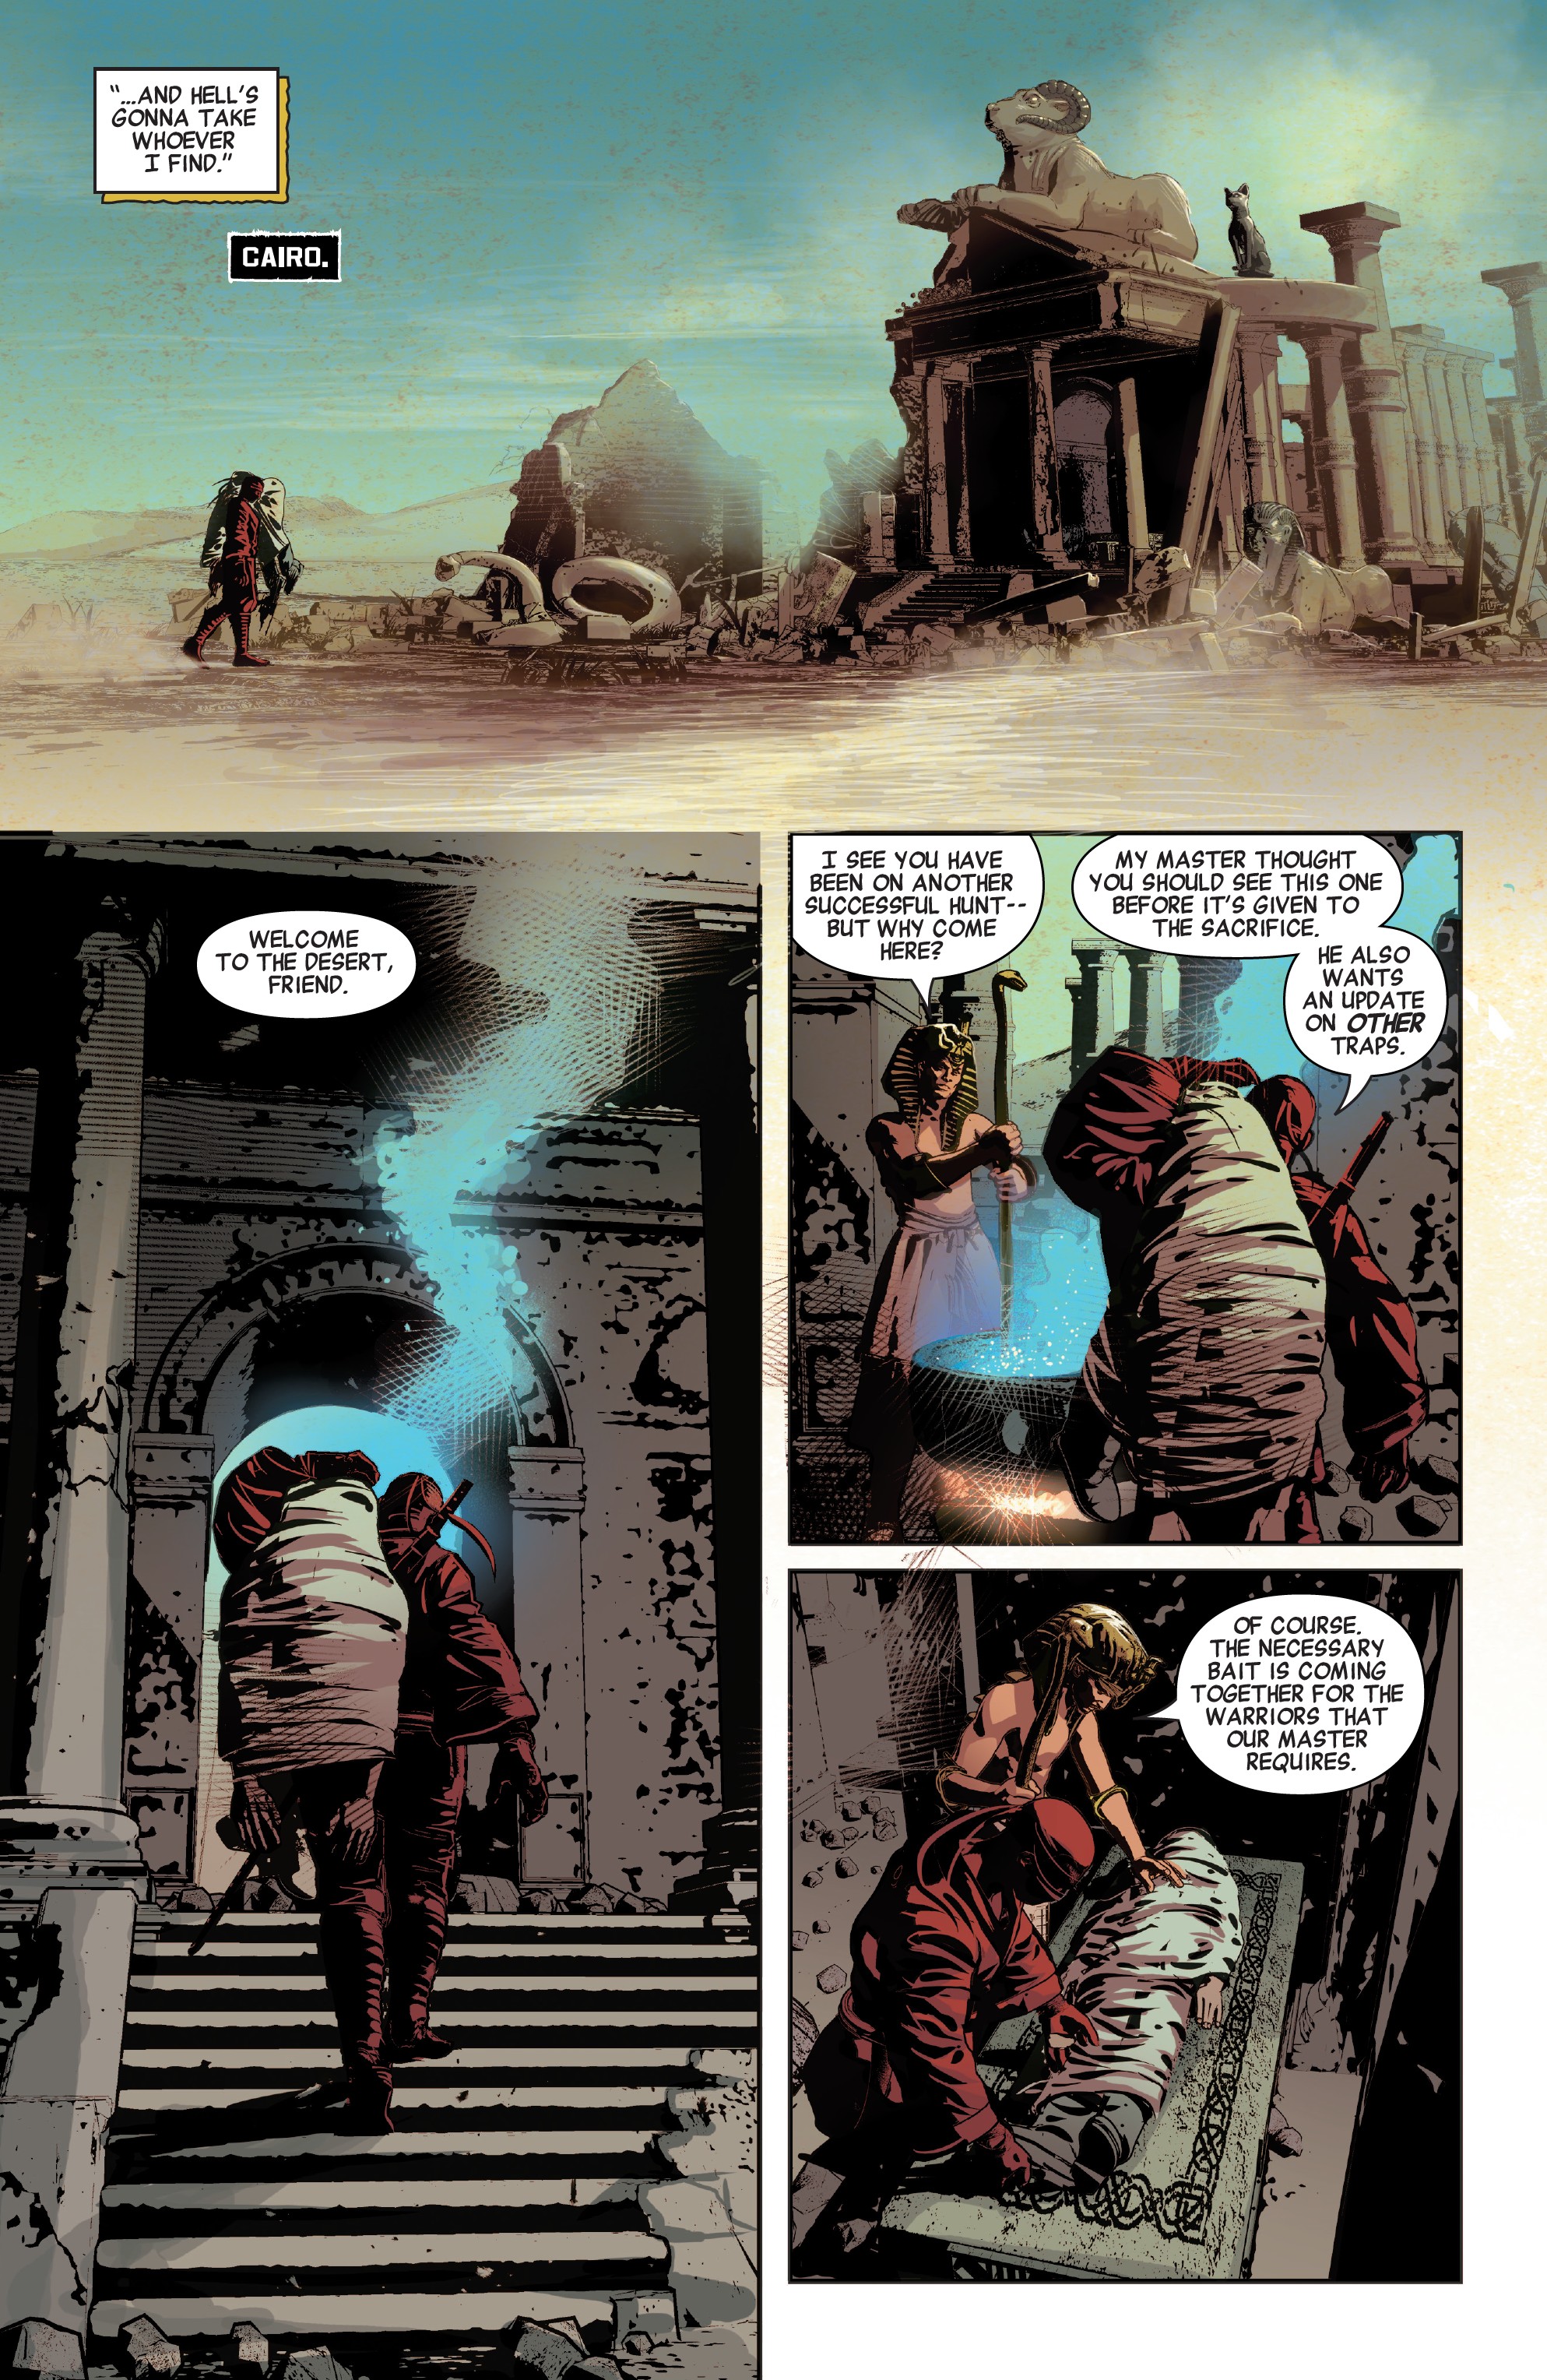 "...AND HELL'S
GONNA TAKE
WHOEVER
I FIND."
CAIRO.
WELCOME
TO THE DESERT,
FRIEND.
I SEE YOU HAVE
BEEN ON ANOTHER
SUCCESSFUL HUNT--
BUT WHY COME
HERE?
MY MASTER THOUGHT
YOU SHOULD SEE THIS ONE
BEFORE IT'S GIVEN TO
THE SACRIFICE.
HE ALSO
WANTS
AN UPDATE
ON OTHER
TRAPS.
OF COURSE.
THE NECESSARY
BAIT IS COMING
TOGETHER FOR THE
WARRIORS THAT
OUR MASTER
REQUIRES.